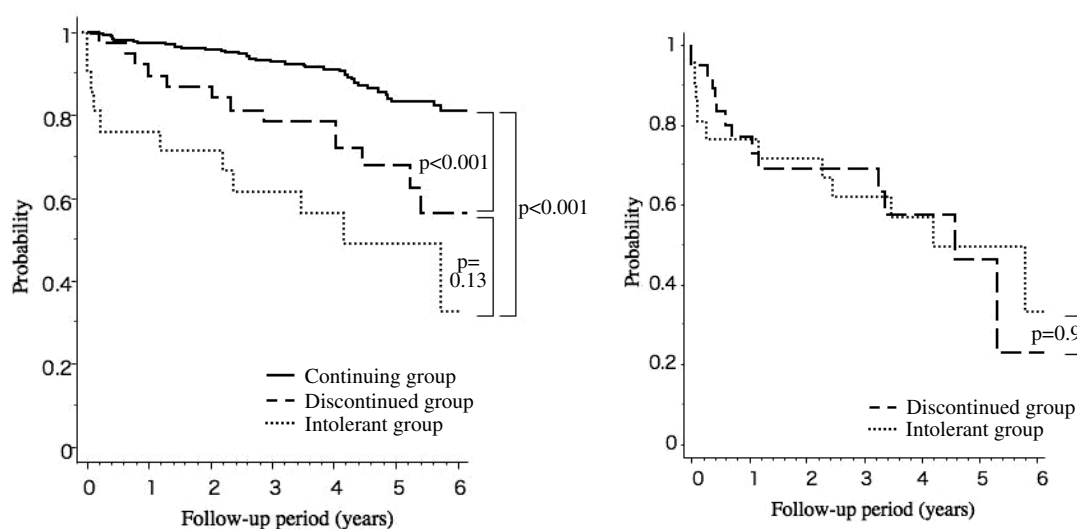 1
0.8
0.6
0.4
0.2
0
Probability
p<0.001
p=
0.13
p<0.001
Continuing group
Discontinued group
Intolerant group
0 1 2 3 4 5 6
Follow-up period (years)
1
0.8
0.6
0.4
0.2
0
Probability
p=0.9
Discontinued group
Intolerant group
0 1 2 3 4 5 6
Follow-up period (years)